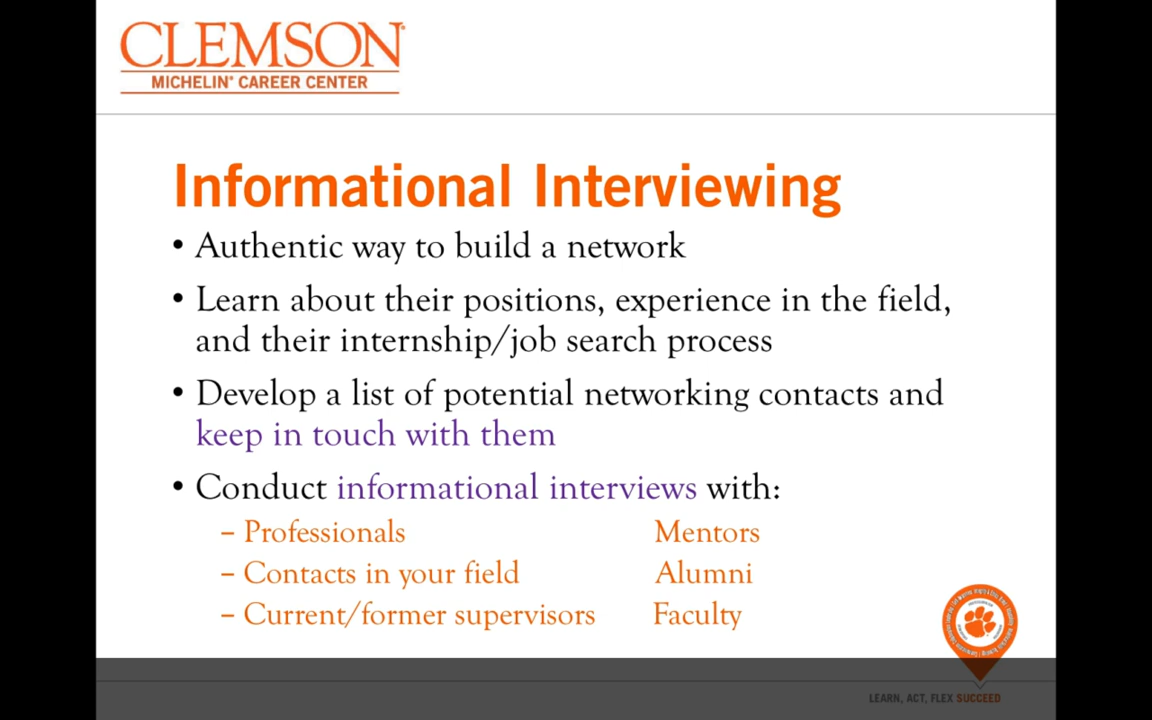 CLEMSON®
MICHELIN® CAREER CENTER
Informational Interviewing
• Authentic way to build a network
• Learn about their positions, experience in the field,
and their internship/job search process
• Develop a list of potential networking contacts and
keep in touch with them
• Conduct informational interviews with:
– Professionals Mentors
– Contacts in your field Alumni
– Current/former supervisors Faculty
LEARN, ACT, FLEX SUCCEED